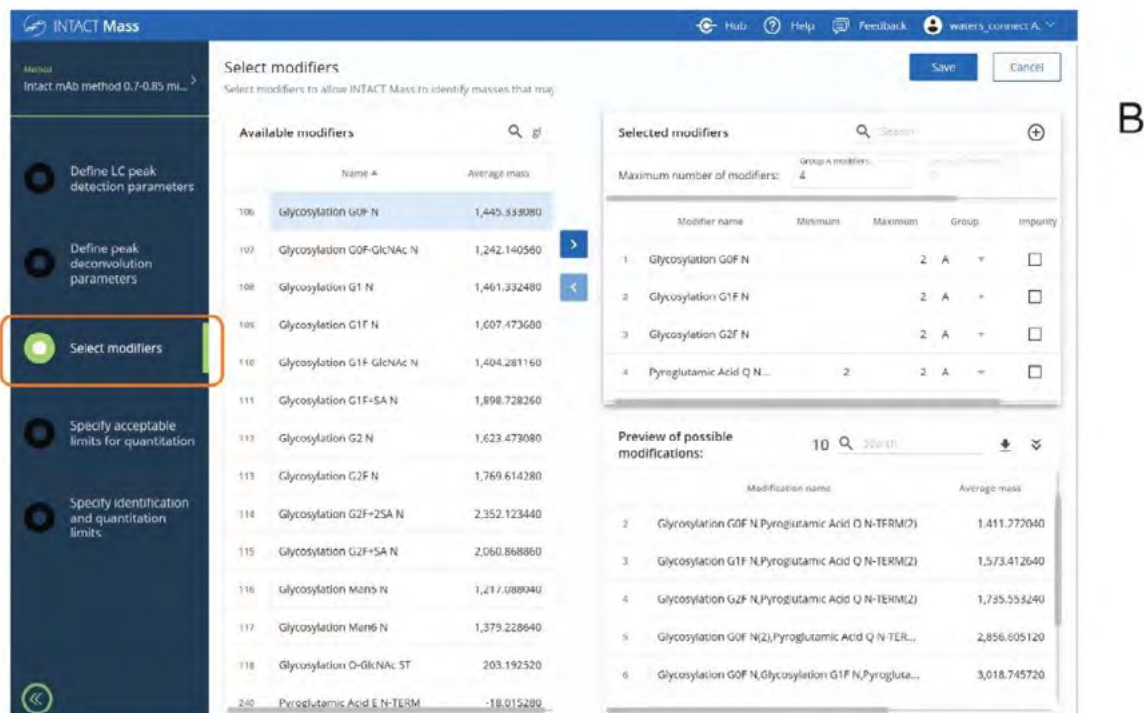 INTACT Mass
Hub
Help
Feedback
waters_connect A.
B
Method
Intact mAb method 0.7-0.85 mi...
Define LC peak
detection parameters
Define peak
deconvolution
parameters
Select modifiers
Specify acceptable
limits for quantitation
Specify identification
and quantitation
limits
Select modifiers
Select modifiers to allow INTACT Mass to identify masses that may
Save
Cancel
Available modifiers gl
Name Average mass
106 Glycosylation G0F N 1,445.333080
107 Glycosylation G0F-GlcNAc N 1,242.140560
108 Glycosylation G1 N 1,461.332480
109 Glycosylation G1F N 1,607.473680
110 Glycosylation G1F-GlcNAc N 1,404.281160
111 Glycosylation G1F+SA N 1,898.728260
112 Glycosylation G2 N 1,623.473080
113 Glycosylation G2F N 1,769.614280
114 Glycosylation G2F+2SA N 2,352.123440
115 Glycosylation G2F+SA N 2,060.868860
116 Glycosylation Man5 N 1,217.088040
117 Glycosylation Man6 N 1,379.228640
118 Glycosylation O-GlcNAc ST 203.192520
240 Pyroglutamic Acid E N-TERM -18.015280
Selected modifiers Search
Group A modifiers
Maximum number of modifiers: 4
Modifier name Minimum Maximum Group Impurity
1 Glycosylation G0F N 2 A
2 Glycosylation G1F N 2 A
3 Glycosylation G2F N 2 A
4 Pyroglutamic Acid Q N... 2 2 A
Preview of possible
modifications:
10 Search
Modification name Average mass
2 Glycosylation G0F N,Pyroglutamic Acid Q N-TERM(2) 1,411.272040
3 Glycosylation G1F N,Pyroglutamic Acid Q N-TERM(2) 1,573.412640
4 Glycosylation G2F N,Pyroglutamic Acid Q N-TERM(2) 1,735.553240
5 Glycosylation G0F N(2),Pyroglutamic Acid Q N-TER... 2,856.605120
6 Glycosylation G0F N,Glycosylation G1F N,Pyrogluta... 3,018.745720